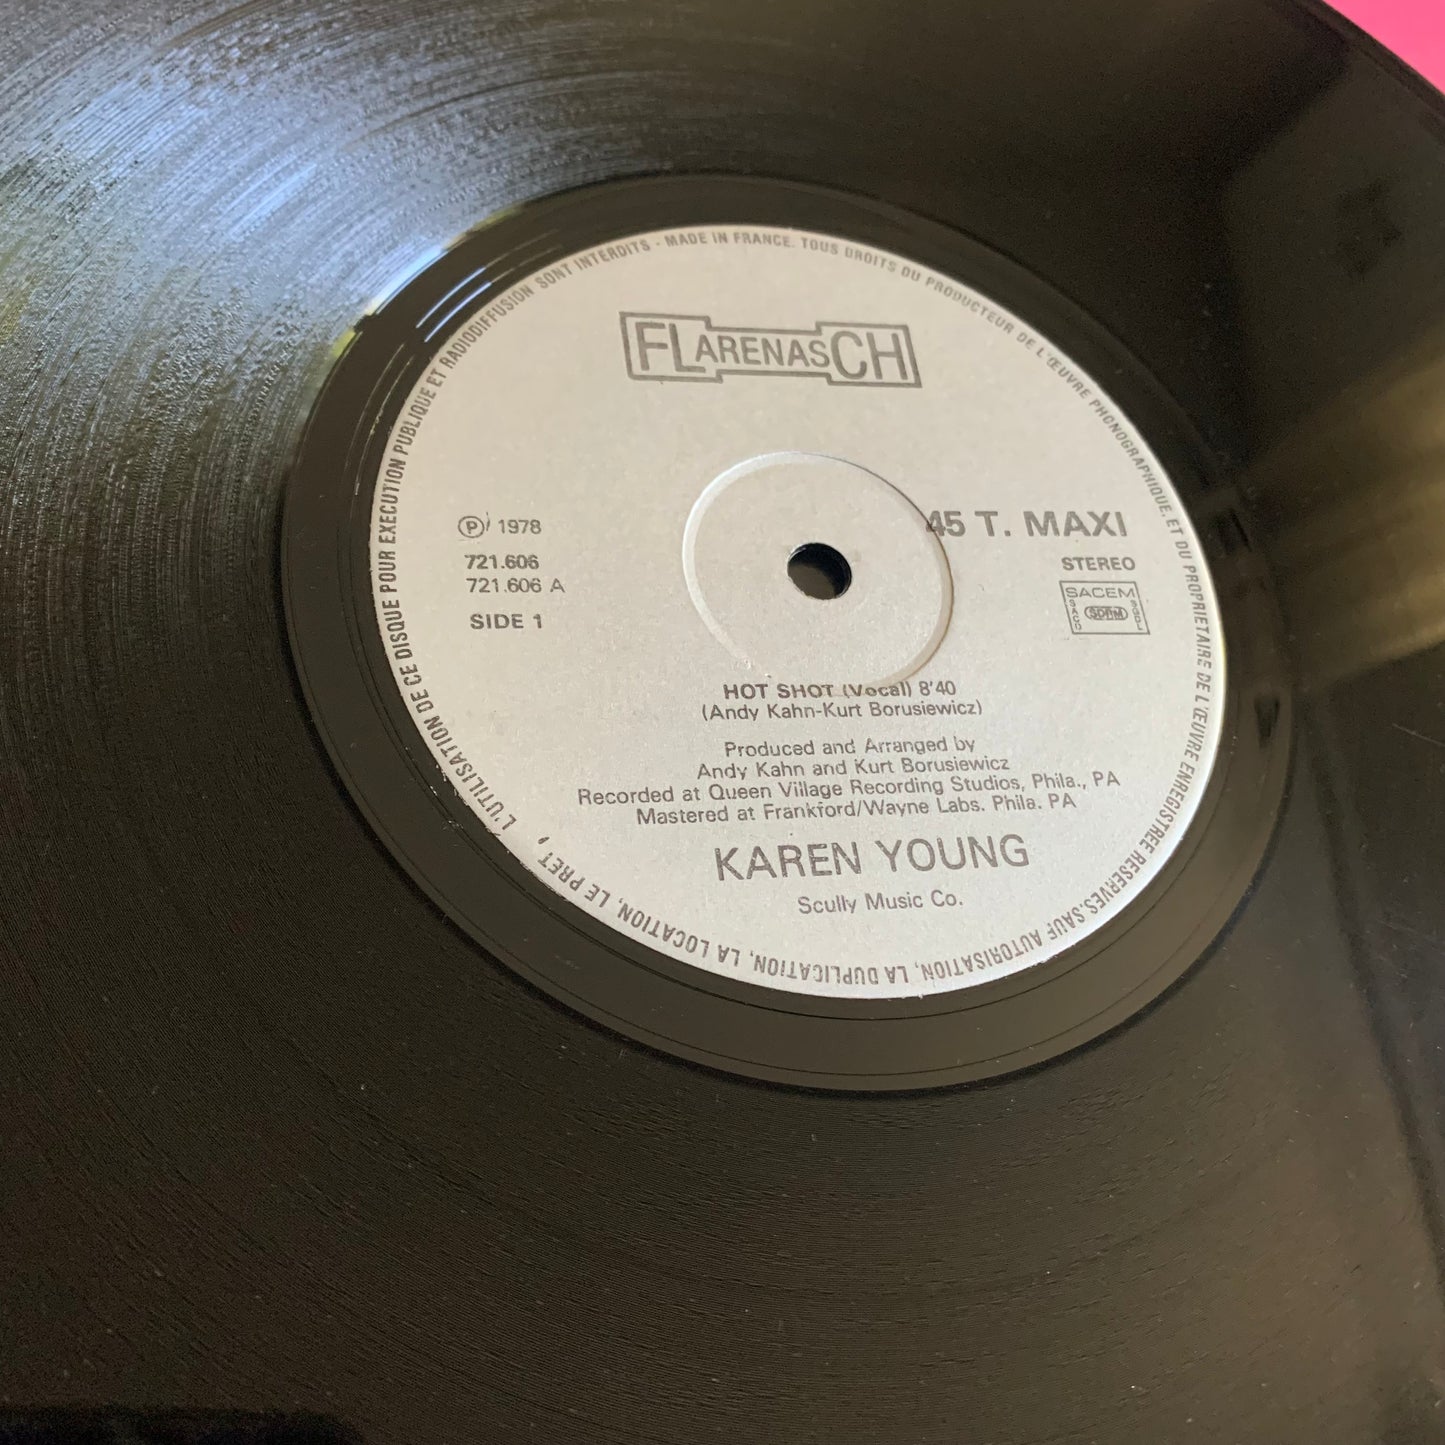 FLARENASCH
Ⓟ 1978
721.606
721.606 A
SIDE 1
45 T. MAXI
STEREO
SACEM
SACD SDRM SGDL
HOT SHOT (Vocal) 8'40
(Andy Kahn-Kurt Borusiewicz)
Produced and Arranged by
Andy Kahn and Kurt Borusiewicz
Recorded at Queen Village Recording Studios, Phila., PA
Mastered at Frankford/Wayne Labs. Phila. PA
KAREN YOUNG
Scully Music Co.
MADE IN FRANCE. TOUS DROITS DU PRODUCTEUR DE L'ŒUVRE PHONOGRAPHIQUE.ET DU PROPRIETAIRE DE L'ŒUVRE ENREGISTREE RESERVES.SAUF AUTORISATION, LA DUPLICATION, LA LOCATION, LE PRET, L'UTILISATION DE CE DISQUE POUR EXECUTION PUBLIQUE ET RADIODIFFUSION SONT INTERDITS -